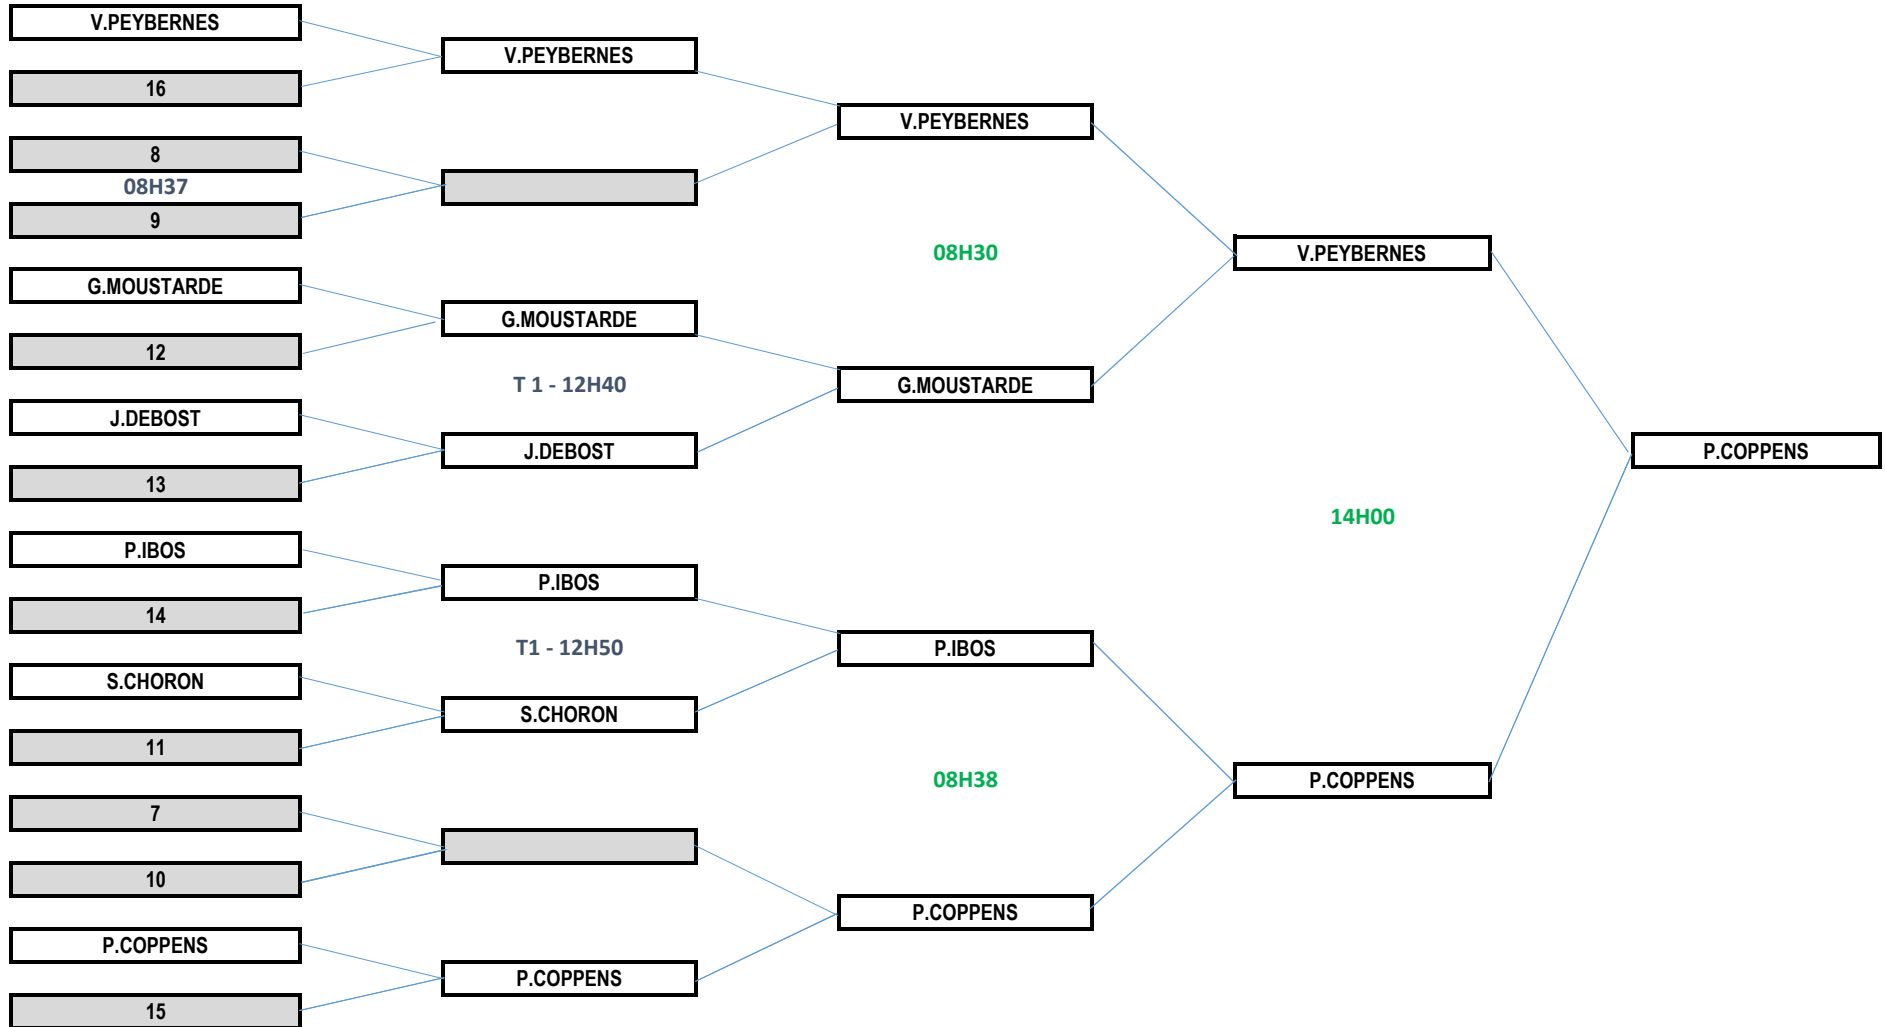 V.PEYBERNES
16
8
08H37
9
G.MOUSTARDE
12
J.DEBOST
13
P.IBOS
14
S.CHORON
11
7
10
P.COPPENS
15
V.PEYBERNES
G.MOUSTARDE
T 1 - 12H40
J.DEBOST
P.IBOS
T1 - 12H50
S.CHORON
P.COPPENS
V.PEYBERNES
08H30
G.MOUSTARDE
P.IBOS
08H38
P.COPPENS
V.PEYBERNES
14H00
P.COPPENS
P.COPPENS